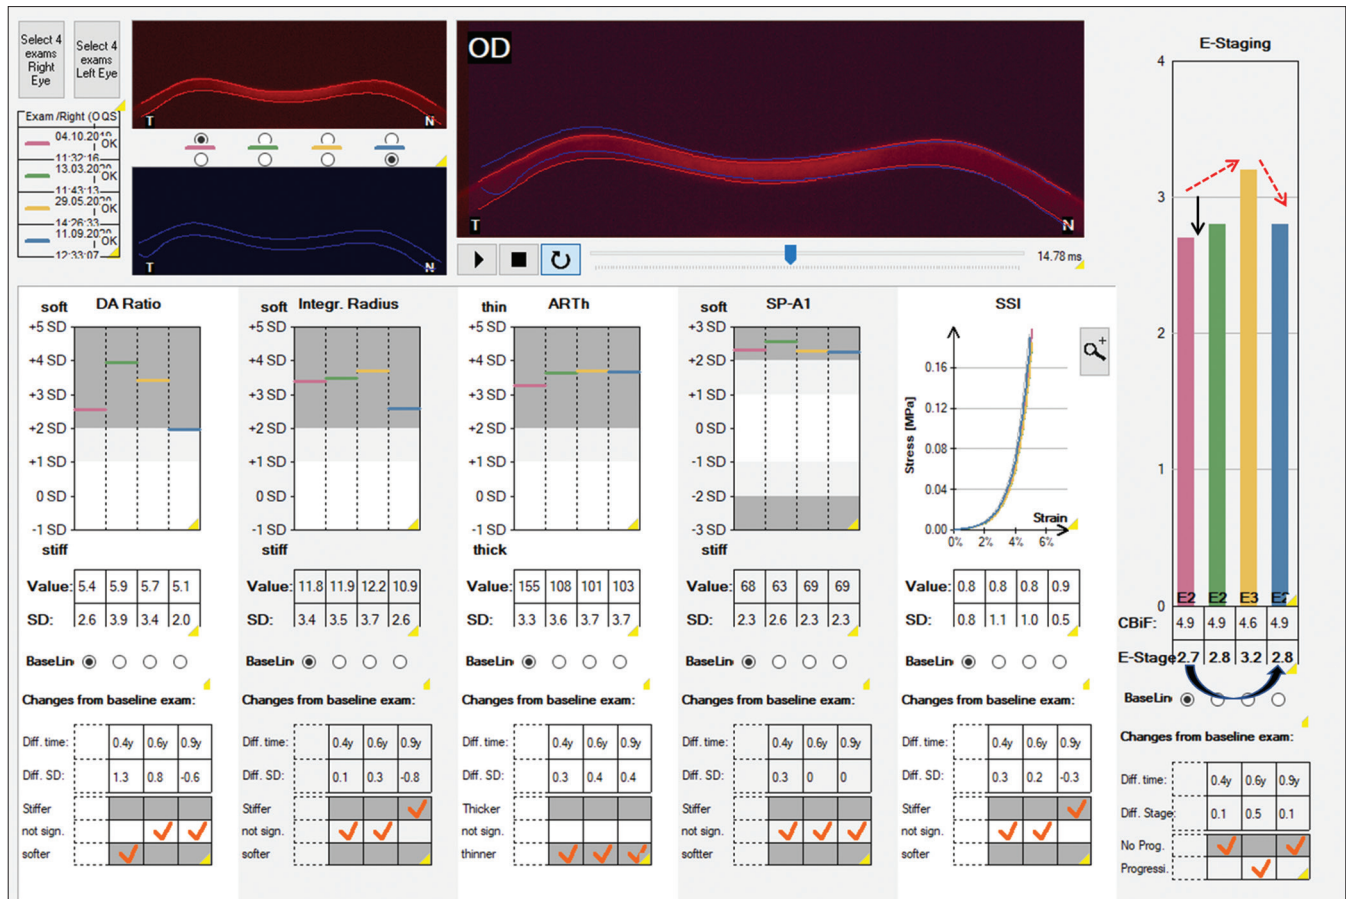 Select 4
exams
Right
Eye
Select 4
exams
Left Eye
Exam /Right (O QS
OK
11:32:16
13.03.20
OK
11:43:13
29.05.20
OK
14:26:33
11.09.20
OK
12:33:07
T N
T N
OD
T N
14.78 ms
E-Staging
4
3
2
1
0
E2 E2 E3 E2
CBiF: 4.9 4.9 4.6 4.9
E-Stage 2.7 2.8 3.2 2.8
BaseLin
Changes from baseline exam:
Diff. time: 0.4y 0.6y 0.9y
Diff. Stage 0.1 0.5 0.1
No Prog.
Progressi.
soft DA Ratio
+5 SD
+4 SD
+3 SD
+2 SD
+1 SD
0 SD
-1 SD
stiff
Value: 5.4 5.9 5.7 5.1
SD: 2.6 3.9 3.4 2.0
BaseLin
Changes from baseline exam:
Diff. time: 0.4y 0.6y 0.9y
Diff. SD: 1.3 0.8 -0.6
Stiffer
not sign.
softer
soft Integr. Radius
+5 SD
+4 SD
+3 SD
+2 SD
+1 SD
0 SD
-1 SD
stiff
Value: 11.8 11.9 12.2 10.9
SD: 3.4 3.5 3.7 2.6
BaseLin
Changes from baseline exam:
Diff. time: 0.4y 0.6y 0.9y
Diff. SD: 0.1 0.3 -0.8
Stiffer
not sign.
softer
thin ARTh
+5 SD
+4 SD
+3 SD
+2 SD
+1 SD
0 SD
-1 SD
thick
Value: 155 108 101 103
SD: 3.3 3.6 3.7 3.7
BaseLin
Changes from baseline exam:
Diff. time: 0.4y 0.6y 0.9y
Diff. SD: 0.3 0.4 0.4
Thicker
not sign.
thinner
soft SP-A1
+3 SD
+2 SD
+1 SD
0 SD
-1 SD
-2 SD
-3 SD
stiff
Value: 68 63 69 69
SD: 2.3 2.6 2.3 2.3
BaseLin
Changes from baseline exam:
Diff. time: 0.4y 0.6y 0.9y
Diff. SD: 0.3 0 0
Stiffer
not sign.
softter
SSI
Stress [MPa]
0.16
0.12
0.08
0.04
0.00
Strain
0% 2% 4% 6%
Value: 0.8 0.8 0.8 0.9
SD: 0.8 1.1 1.0 0.5
BaseLin
Changes from baseline exam:
Diff. time: 0.4y 0.6y 0.9y
Diff. SD: 0.3 0.2 -0.3
Stiffer
not sign.
softer